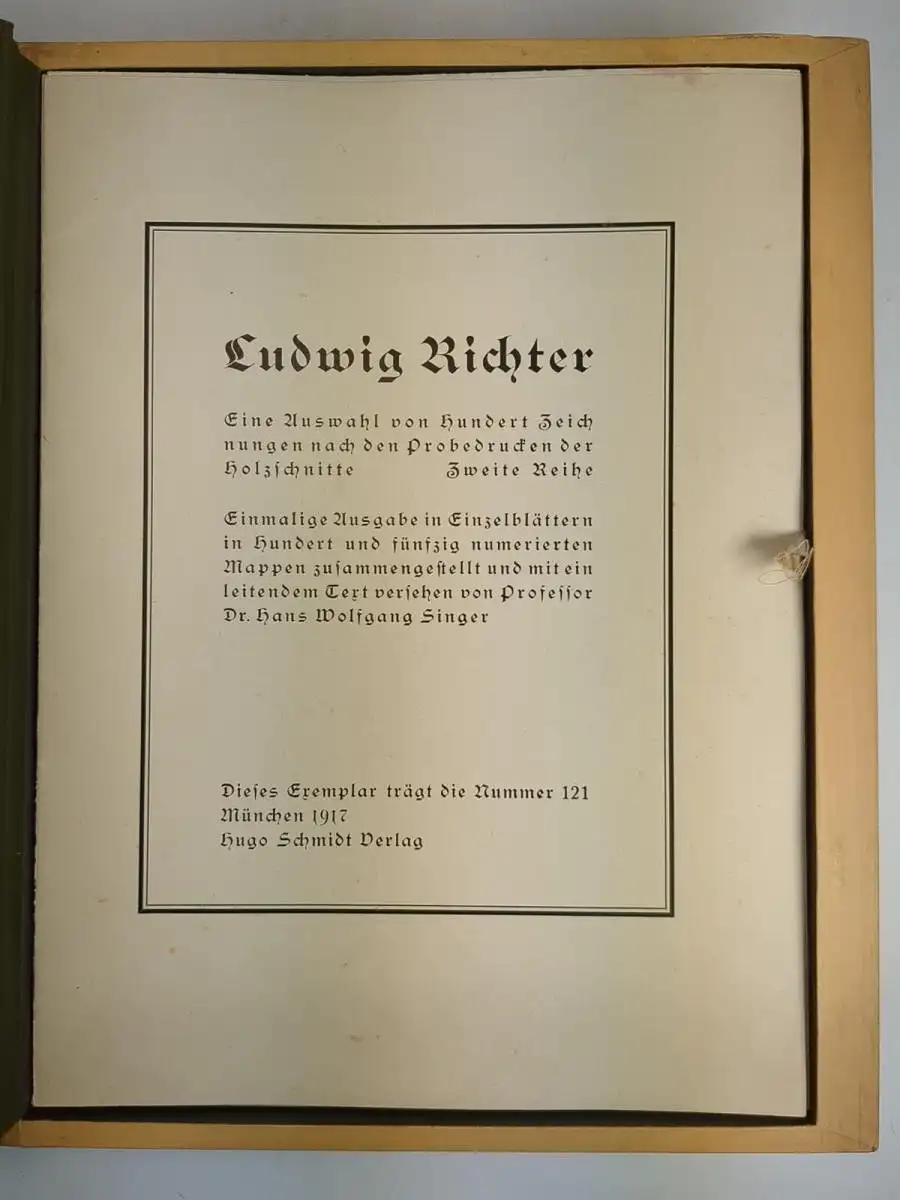 Ludwig Richter
Eine Auswahl von Hundert Zeich
nungen nach den Probedrucken der
Holzschnitte Zweite Reihe
Einmalige Ausgabe in Einzelblättern
in Hundert und fünfzig numerierten
Mappen zusammengestellt und mit ein
leitendem Text versehen von Professor
Dr. Hans Wolfgang Singer
Dieses Exemplar trägt die Nummer 121
München 1917
Hugo Schmidt Verlag